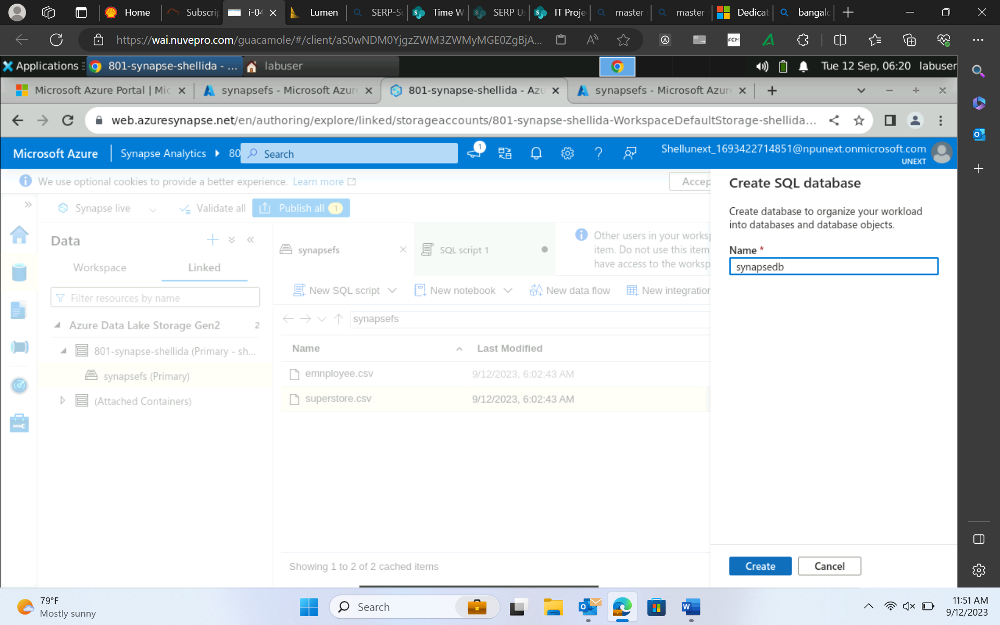 Home
Subscrip
i-04
Lumen
SERP-Su
Time W
SERP Us
IT Proje
master
master
Dedicat
bangalo
https://wai.nuvepro.com/guacamole/#/client/aS0wNDM0YjgzZWM3ZWMyMGE0ZgBjA...
Applications
801-synapse-shellida - ...
labuser
Tue 12 Sep, 06:20 labuser
Microsoft Azure Portal | Mic
synapsefs - Microsoft Azure
801-synapse-shellida - Azu
synapsefs - Microsoft Azure
web.azuresynapse.net/en/authoring/explore/linked/storageaccounts/801-synapse-shellida-WorkspaceDefaultStorage-shellida...
Microsoft Azure
Synapse Analytics
80
Search
1
Shellunext_1693422714851@npunext.onmicrosoft.com
UNEXT
We use optional cookies to provide a better experience. Learn more
Accep
Synapse live
Validate all
Publish all 1
Data
Workspace
Linked
Filter resources by name
Azure Data Lake Storage Gen2 2
801-synapse-shellida (Primary - sh...
synapsefs (Primary)
(Attached Containers)
synapsefs
SQL script 1
Other users in your worksp
item. Do not use this item
have access to the worksp
New SQL script
New notebook
New data flow
New integration
synapsefs
Name
Last Modified
emnployee.csv
9/12/2023, 6:02:43 AM
superstore.csv
9/12/2023, 6:02:43 AM
Showing 1 to 2 of 2 cached items
Create SQL database
Create database to organize your workload
into databases and database objects.
Name *
synapsedb
Create
Cancel
79°F
Mostly sunny
Search
11:51 AM
9/12/2023